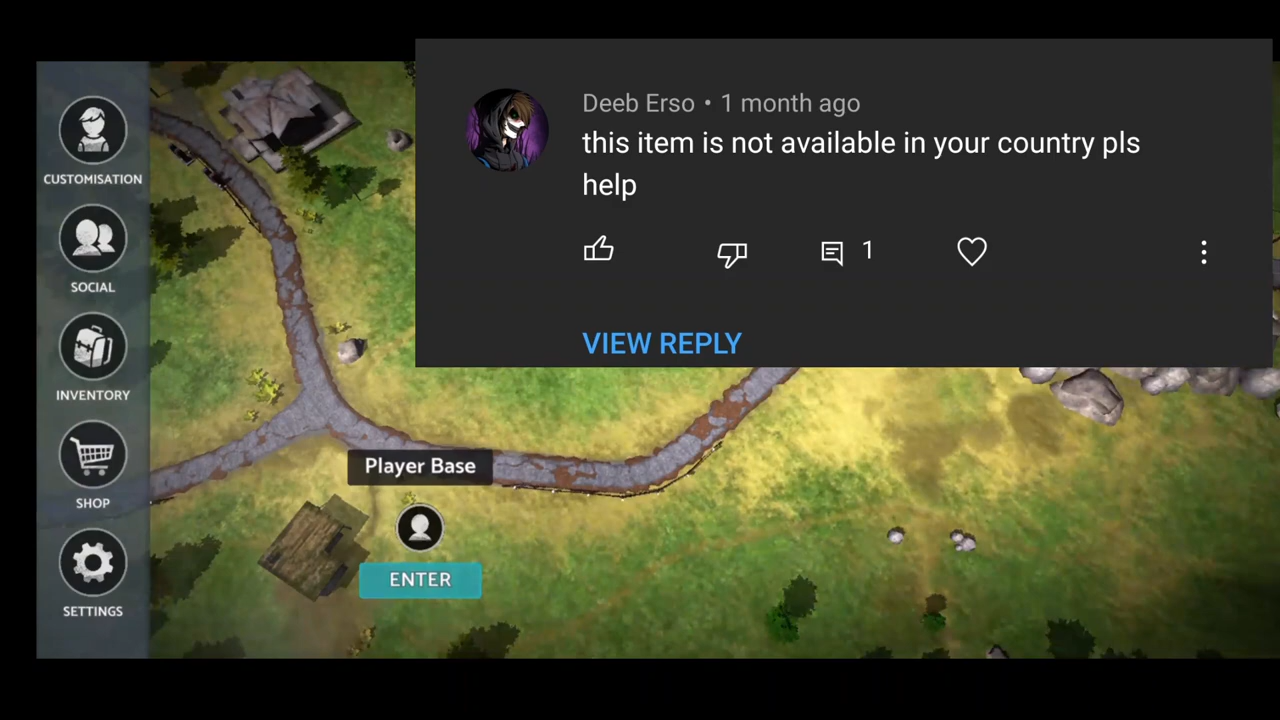 CUSTOMISATION
SOCIAL
INVENTORY
SHOP
SETTINGS
Deeb Erso • 1 month ago
this item is not available in your country pls
help
1
VIEW REPLY
Player Base
ENTER